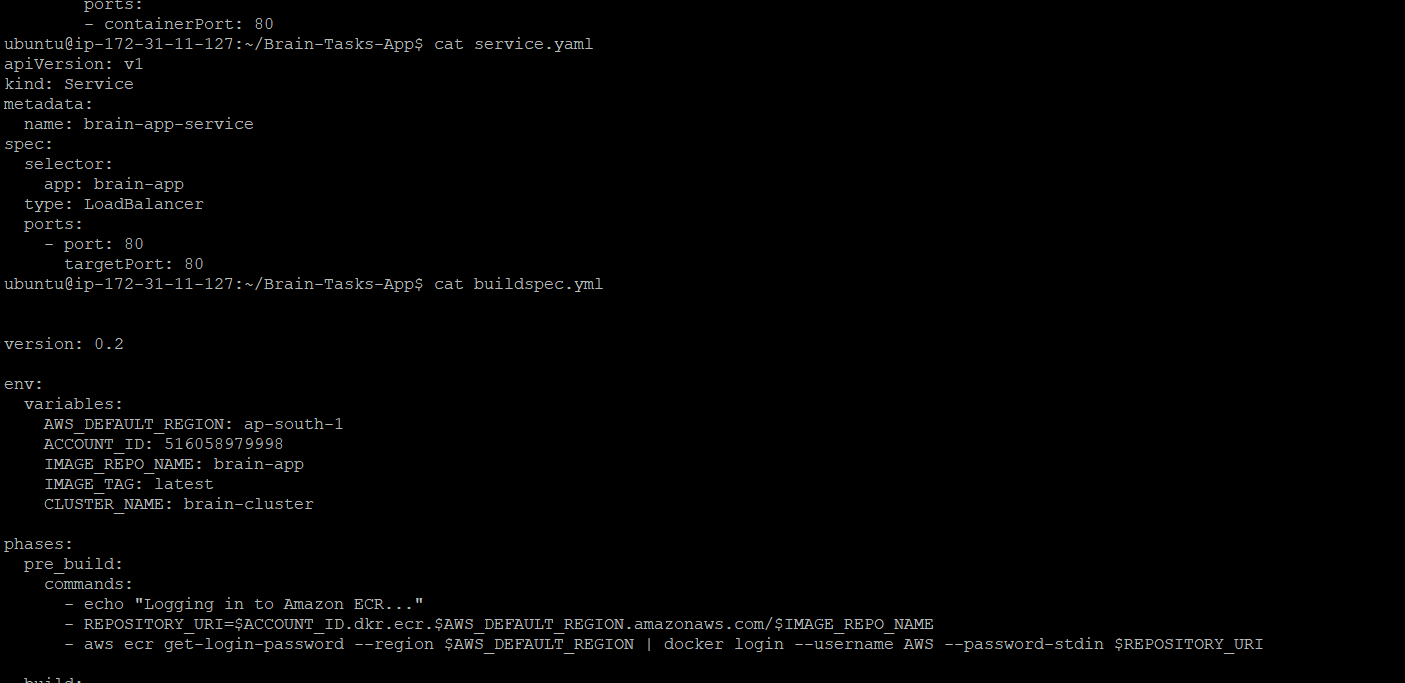 ports:
- containerPort: 80
ubuntu@ip-172-31-11-127:~/Brain-Tasks-App$ cat service.yaml
apiVersion: v1
kind: Service
metadata:
  name: brain-app-service
spec:
  selector:
    app: brain-app
  type: LoadBalancer
  ports:
    - port: 80
      targetPort: 80
ubuntu@ip-172-31-11-127:~/Brain-Tasks-App$ cat buildspec.yml
version: 0.2
env:
  variables:
    AWS_DEFAULT_REGION: ap-south-1
    ACCOUNT_ID: 516058979998
    IMAGE_REPO_NAME: brain-app
    IMAGE_TAG: latest
    CLUSTER_NAME: brain-cluster
phases:
  pre_build:
    commands:
      - echo "Logging in to Amazon ECR..."
      - REPOSITORY_URI=$ACCOUNT_ID.dkr.ecr.$AWS_DEFAULT_REGION.amazonaws.com/$IMAGE_REPO_NAME
      - aws ecr get-login-password --region $AWS_DEFAULT_REGION | docker login --username AWS --password-stdin $REPOSITORY_URI
  build: